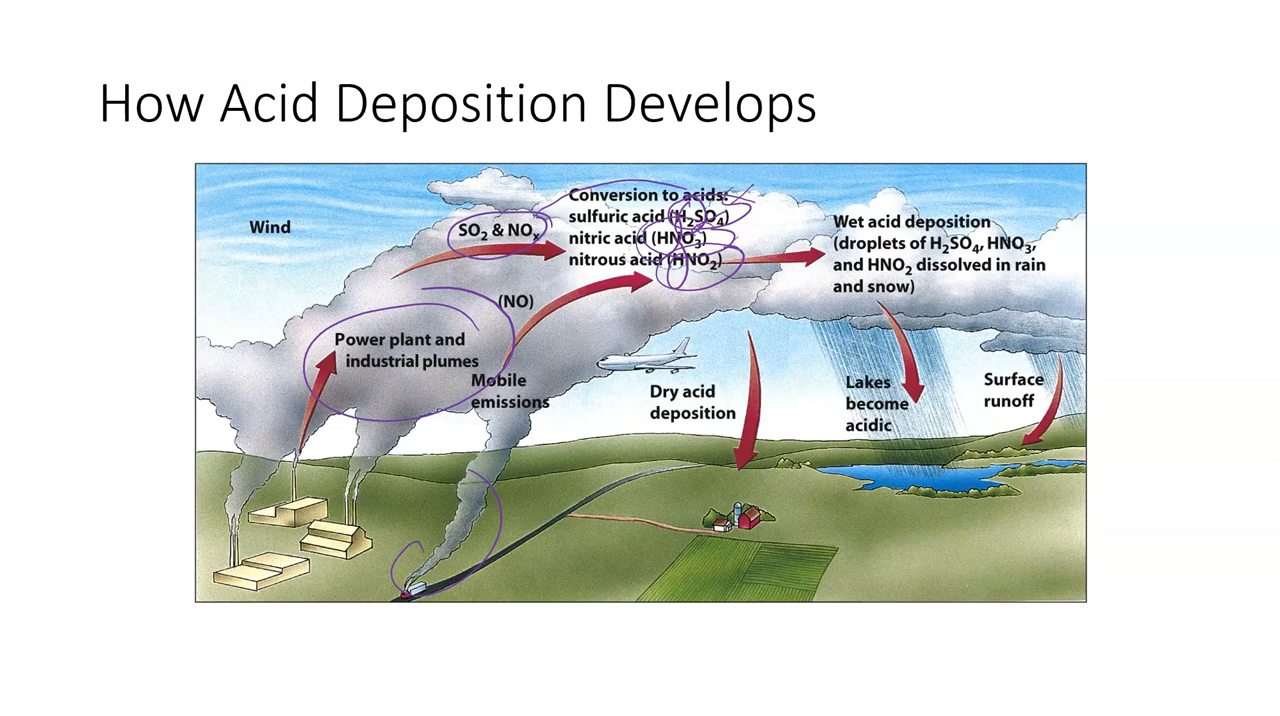 How Acid Deposition Develops
Wind
SO₂ & NOₓ
(NO)
Power plant and
industrial plumes
Mobile
emissions
Conversion to acids:
sulfuric acid (H₂SO₄)
nitric acid (HNO₃)
nitrous acid (HNO₂)
Wet acid deposition
(droplets of H₂SO₄, HNO₃,
and HNO₂ dissolved in rain
and snow)
Dry acid
deposition
Lakes
become
acidic
Surface
runoff